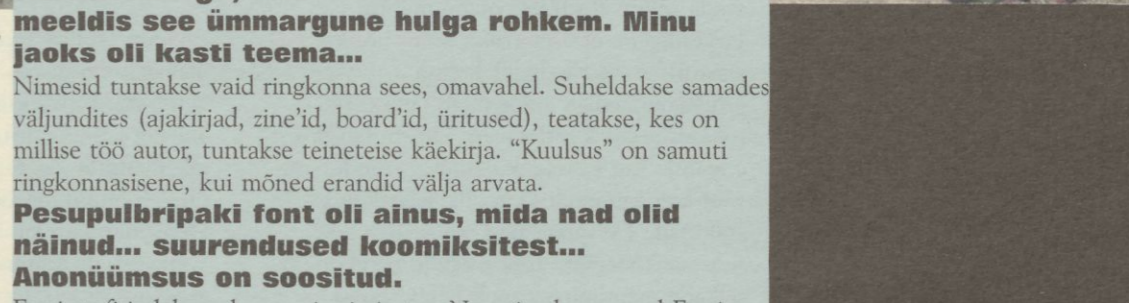 meeldis see ümmargune hulga rohkem. Minu
jaoks oli kasti teema...
Nimesid tuntakse vaid ringkonna sees, omavahel. Suheldakse samades
väljundites (ajakirjad, zine'id, board'id, üritused), teatakse, kes on
millise töö autor, tuntakse teineteise käekirja. “Kuulsus” on samuti
ringkonnasisene, kui mõned erandid välja arvata.
Pesupulbripaki font oli ainus, mida nad olid
näinud... suurendused koomiksitest...
Anonüümsus on soositud.